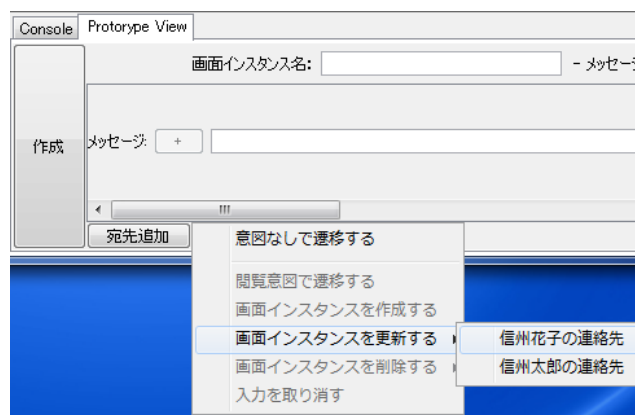 Console Protorype View
画面インスタンス名: - メッセー
作成
メッセージ: +
宛先追加
意図なしで遷移する
閲覧意図で遷移する
画面インスタンスを作成する
画面インスタンスを更新する
信州花子の連絡先
画面インスタンスを削除する
信州太郎の連絡先
入力を取り消す